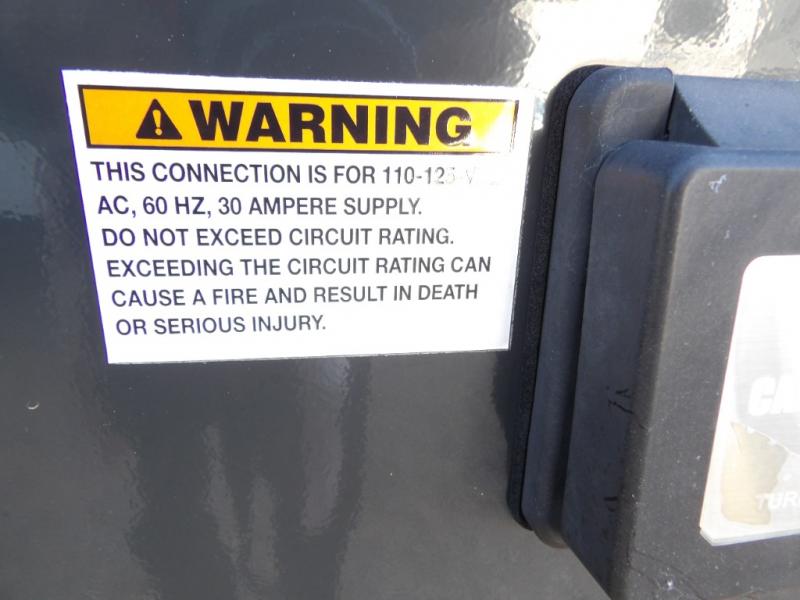 WARNING
THIS CONNECTION IS FOR 110-125
AC, 60 HZ, 30 AMPERE SUPPLY.
DO NOT EXCEED CIRCUIT RATING.
EXCEEDING THE CIRCUIT RATING CAN
CAUSE A FIRE AND RESULT IN DEATH
OR SERIOUS INJURY.